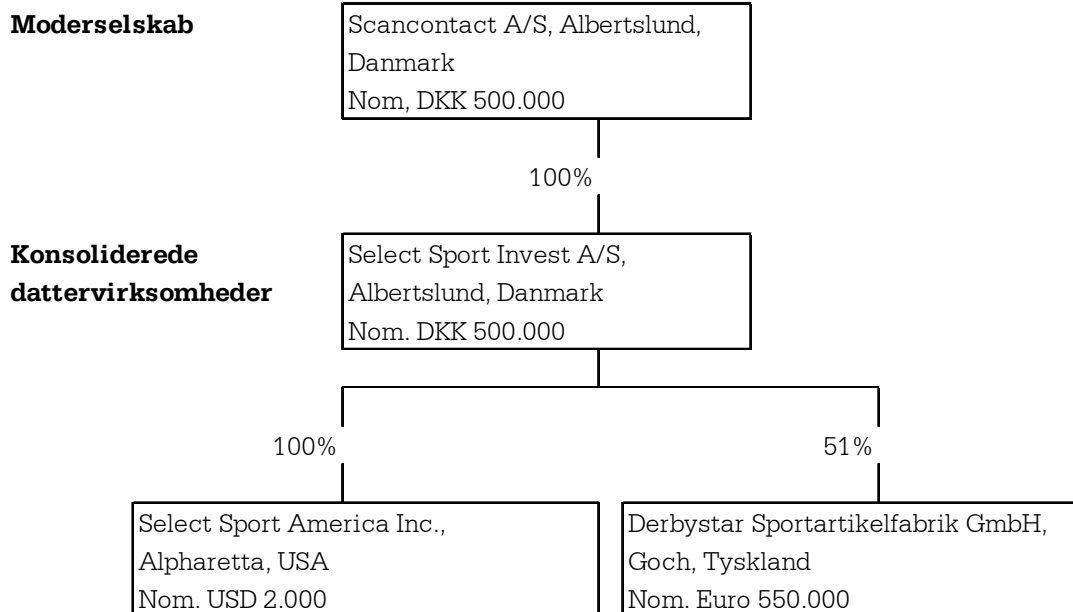 Moderselskab
Scancontact A/S, Albertslund,
Danmark
Nom, DKK 500.000
100%
Konsoliderede
dattervirksomheder
Select Sport Invest A/S,
Albertslund, Danmark
Nom. DKK 500.000
100%
51%
Select Sport America Inc.,
Alpharetta, USA
Nom. USD 2.000
Derbystar Sportartikelfabrik GmbH,
Goch, Tyskland
Nom. Euro 550.000